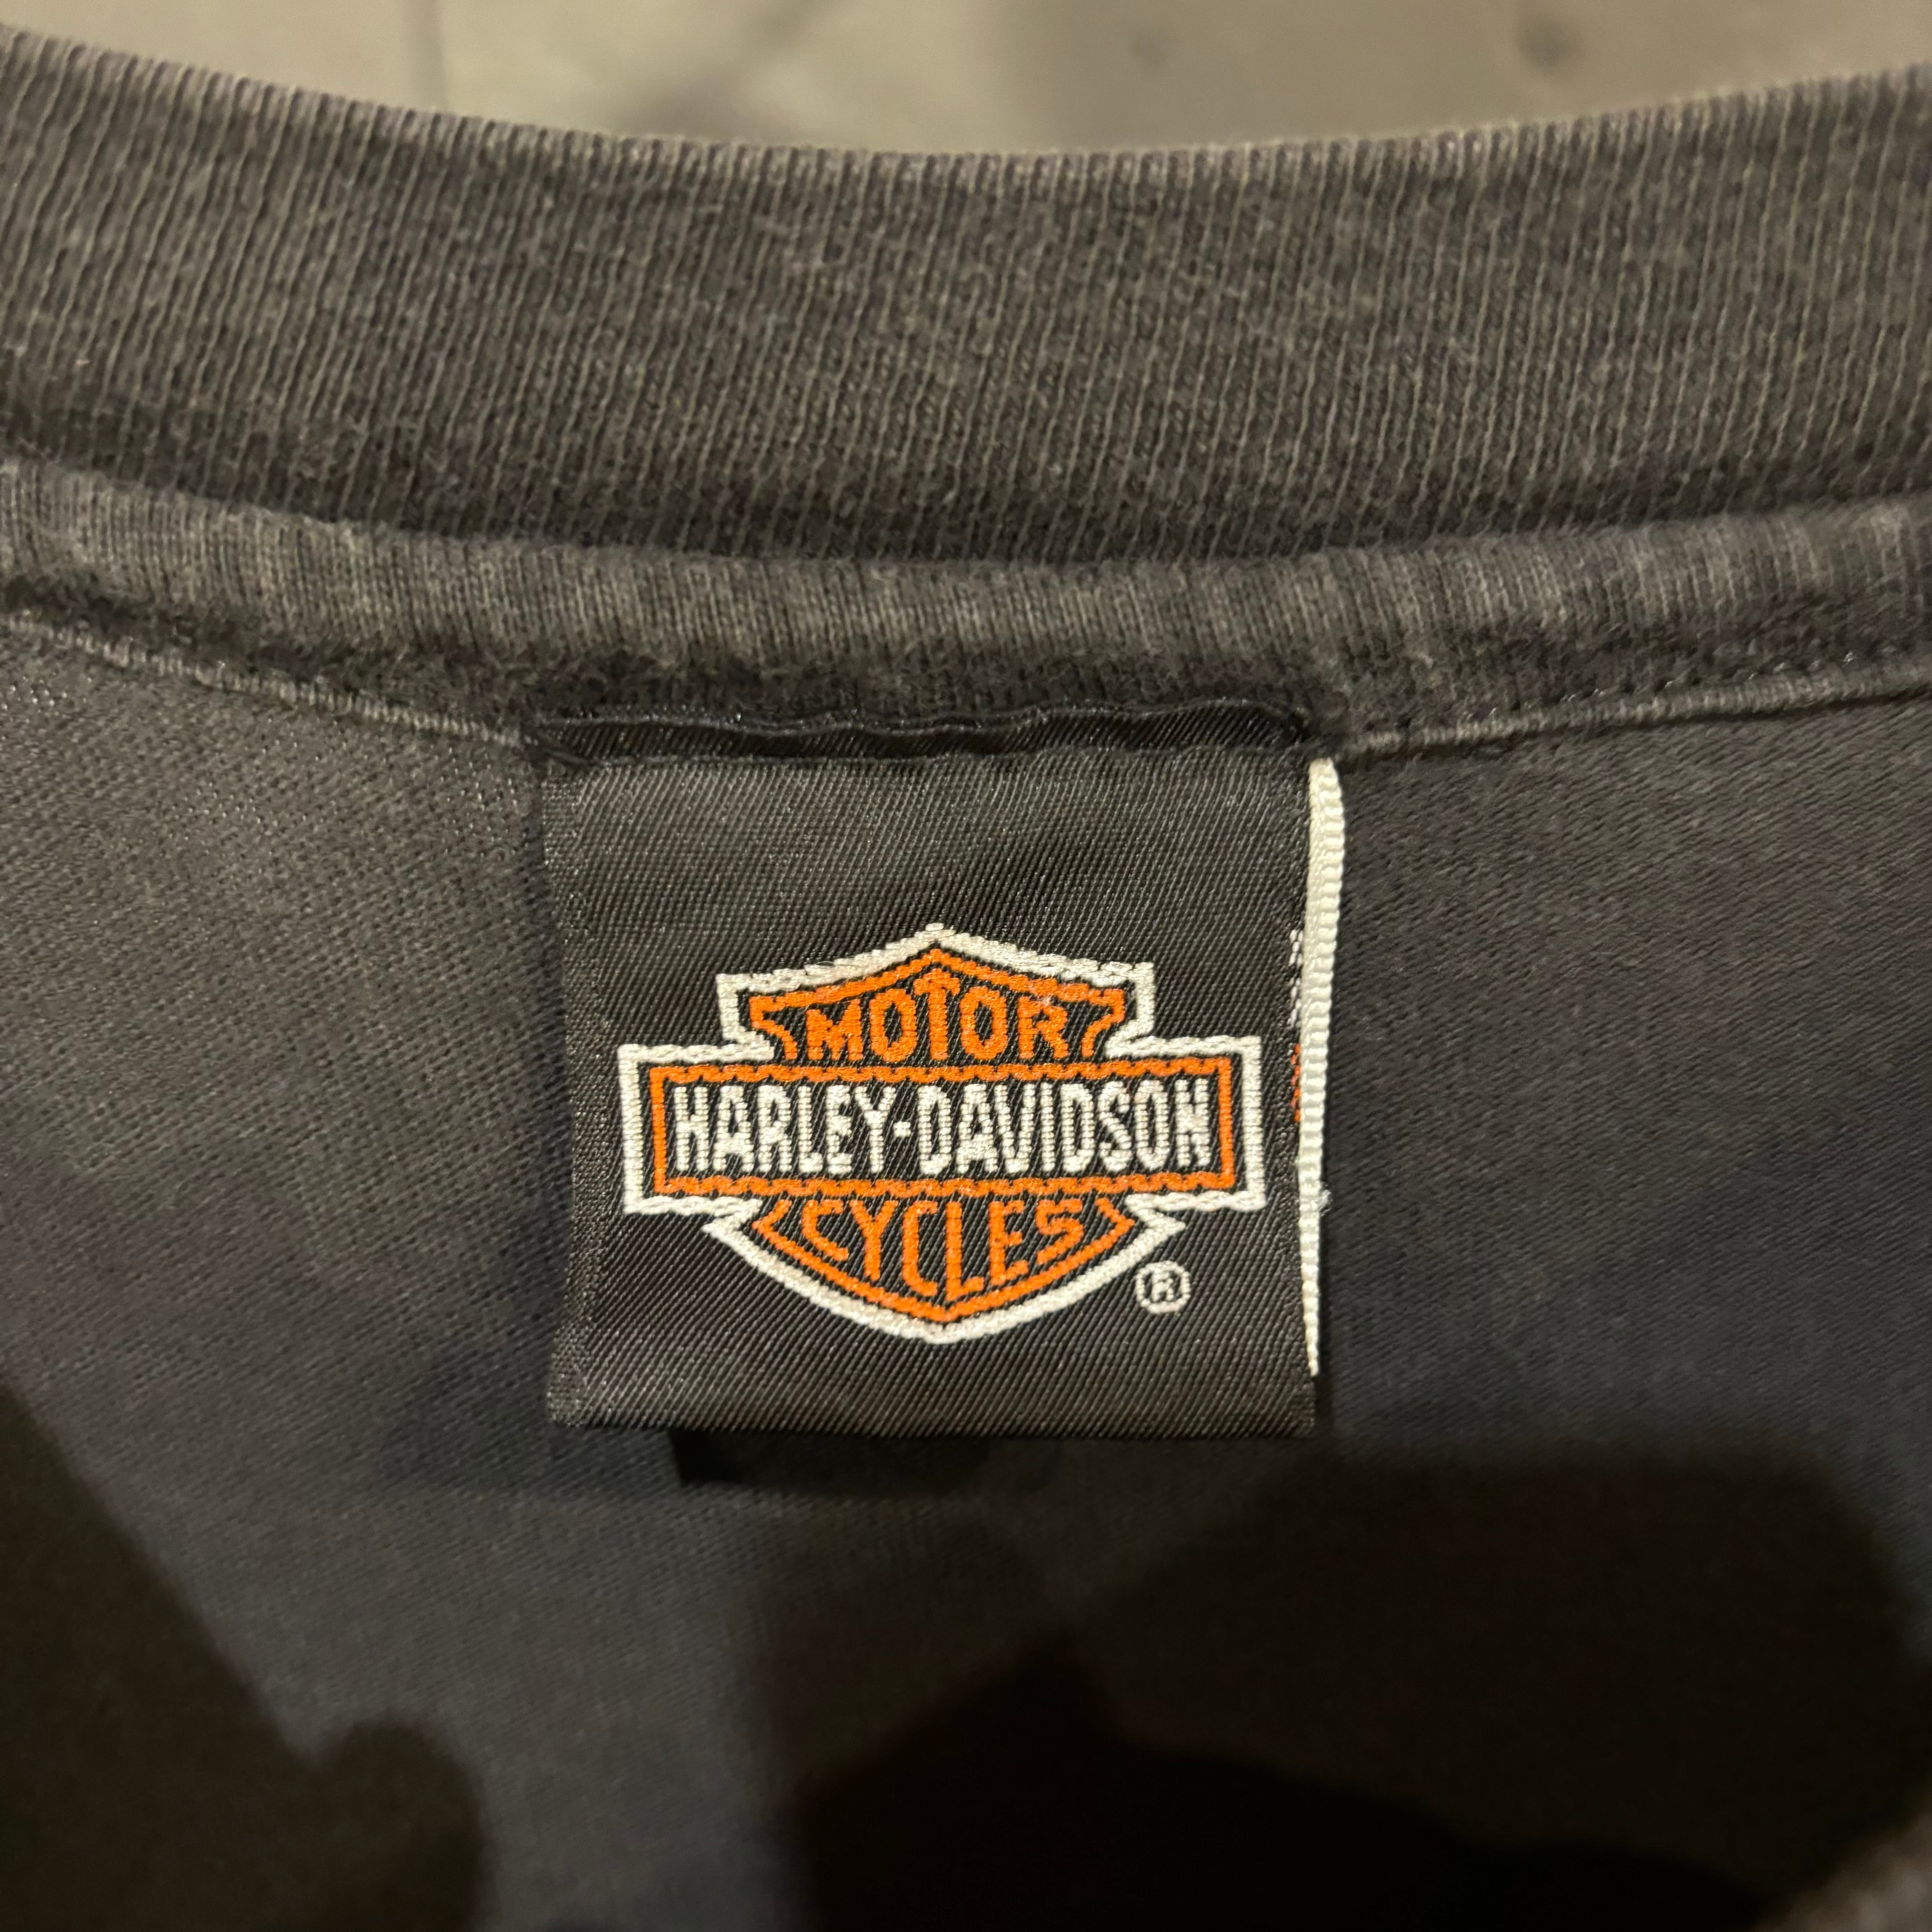 MOTOR
HARLEY-DAVIDSON
CYCLES
®